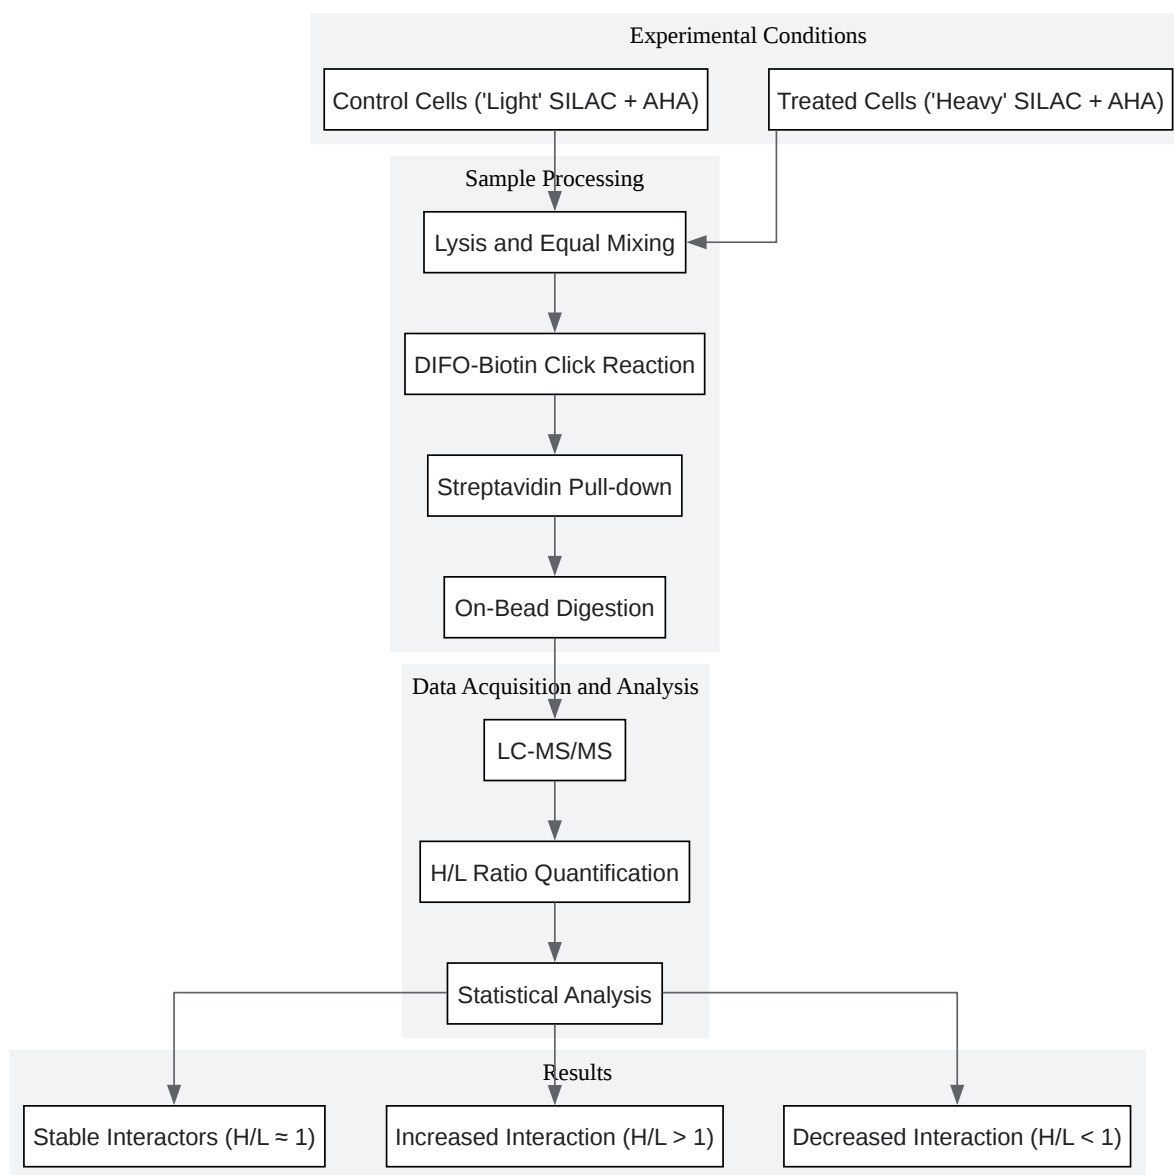 Experimental Conditions
Control Cells ('Light' SILAC + AHA)
Treated Cells ('Heavy' SILAC + AHA)
Sample Processing
Lysis and Equal Mixing
DIFO-Biotin Click Reaction
Streptavidin Pull-down
On-Bead Digestion
Data Acquisition and Analysis
LC-MS/MS
H/L Ratio Quantification
Statistical Analysis
Results
Stable Interactors (H/L ≈ 1)
Increased Interaction (H/L > 1)
Decreased Interaction (H/L < 1)